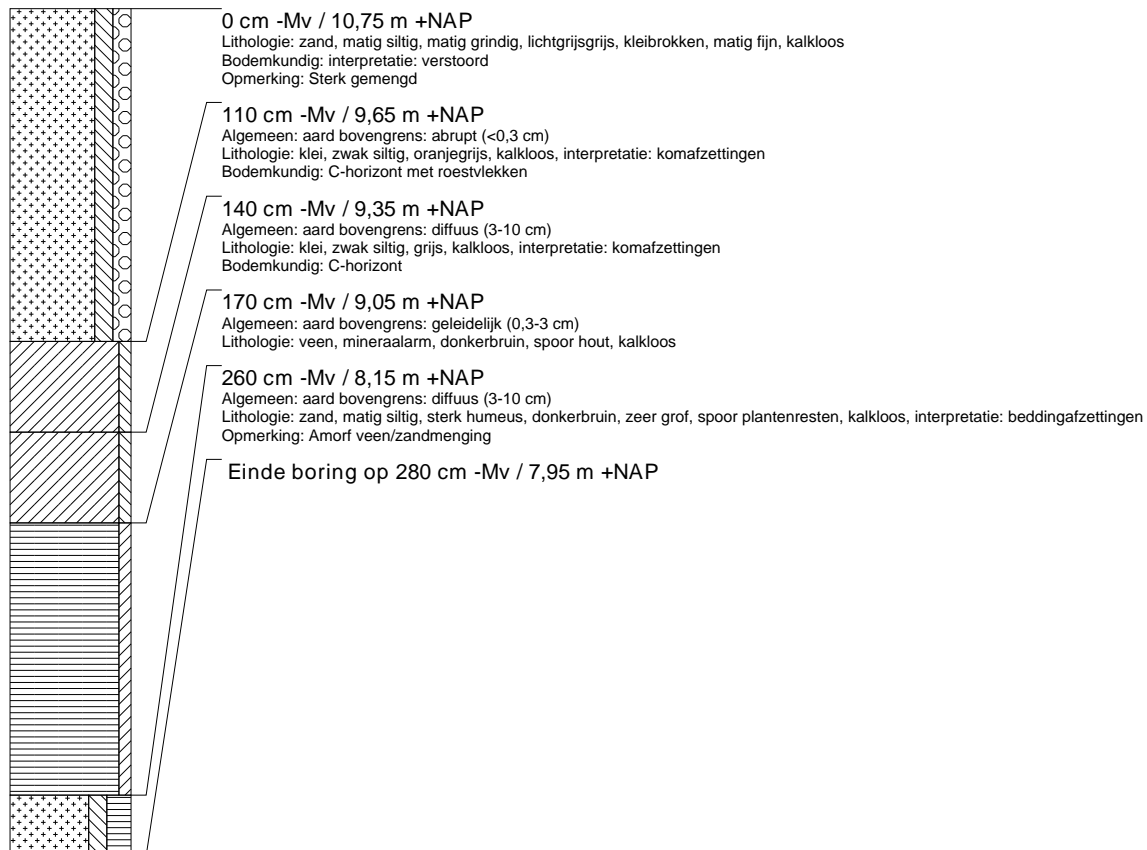 0 cm -Mv / 10,75 m +NAP
Lithologie: zand, matig siltig, matig grindig, lichtgrijsgrijs, kleibrokken, matig fijn, kalkloos
Bodemkundig: interpretatie: verstoord
Opmerking: Sterk gemengd
110 cm -Mv / 9,65 m +NAP
Algemeen: aard bovengrens: abrupt (<0,3 cm)
Lithologie: klei, zwak siltig, oranjegrijs, kalkloos, interpretatie: komafzettingen
Bodemkundig: C-horizont met roestvlekken
140 cm -Mv / 9,35 m +NAP
Algemeen: aard bovengrens: diffuus (3-10 cm)
Lithologie: klei, zwak siltig, grijs, kalkloos, interpretatie: komafzettingen
Bodemkundig: C-horizont
170 cm -Mv / 9,05 m +NAP
Algemeen: aard bovengrens: geleidelijk (0,3-3 cm)
Lithologie: veen, mineraalarm, donkerbruin, spoor hout, kalkloos
260 cm -Mv / 8,15 m +NAP
Algemeen: aard bovengrens: diffuus (3-10 cm)
Lithologie: zand, matig siltig, sterk humeus, donkerbruin, zeer grof, spoor plantenresten, kalkloos, interpretatie: beddingafzettingen
Opmerking: Amorf veen/zandmenging
Einde boring op 280 cm -Mv / 7,95 m +NAP